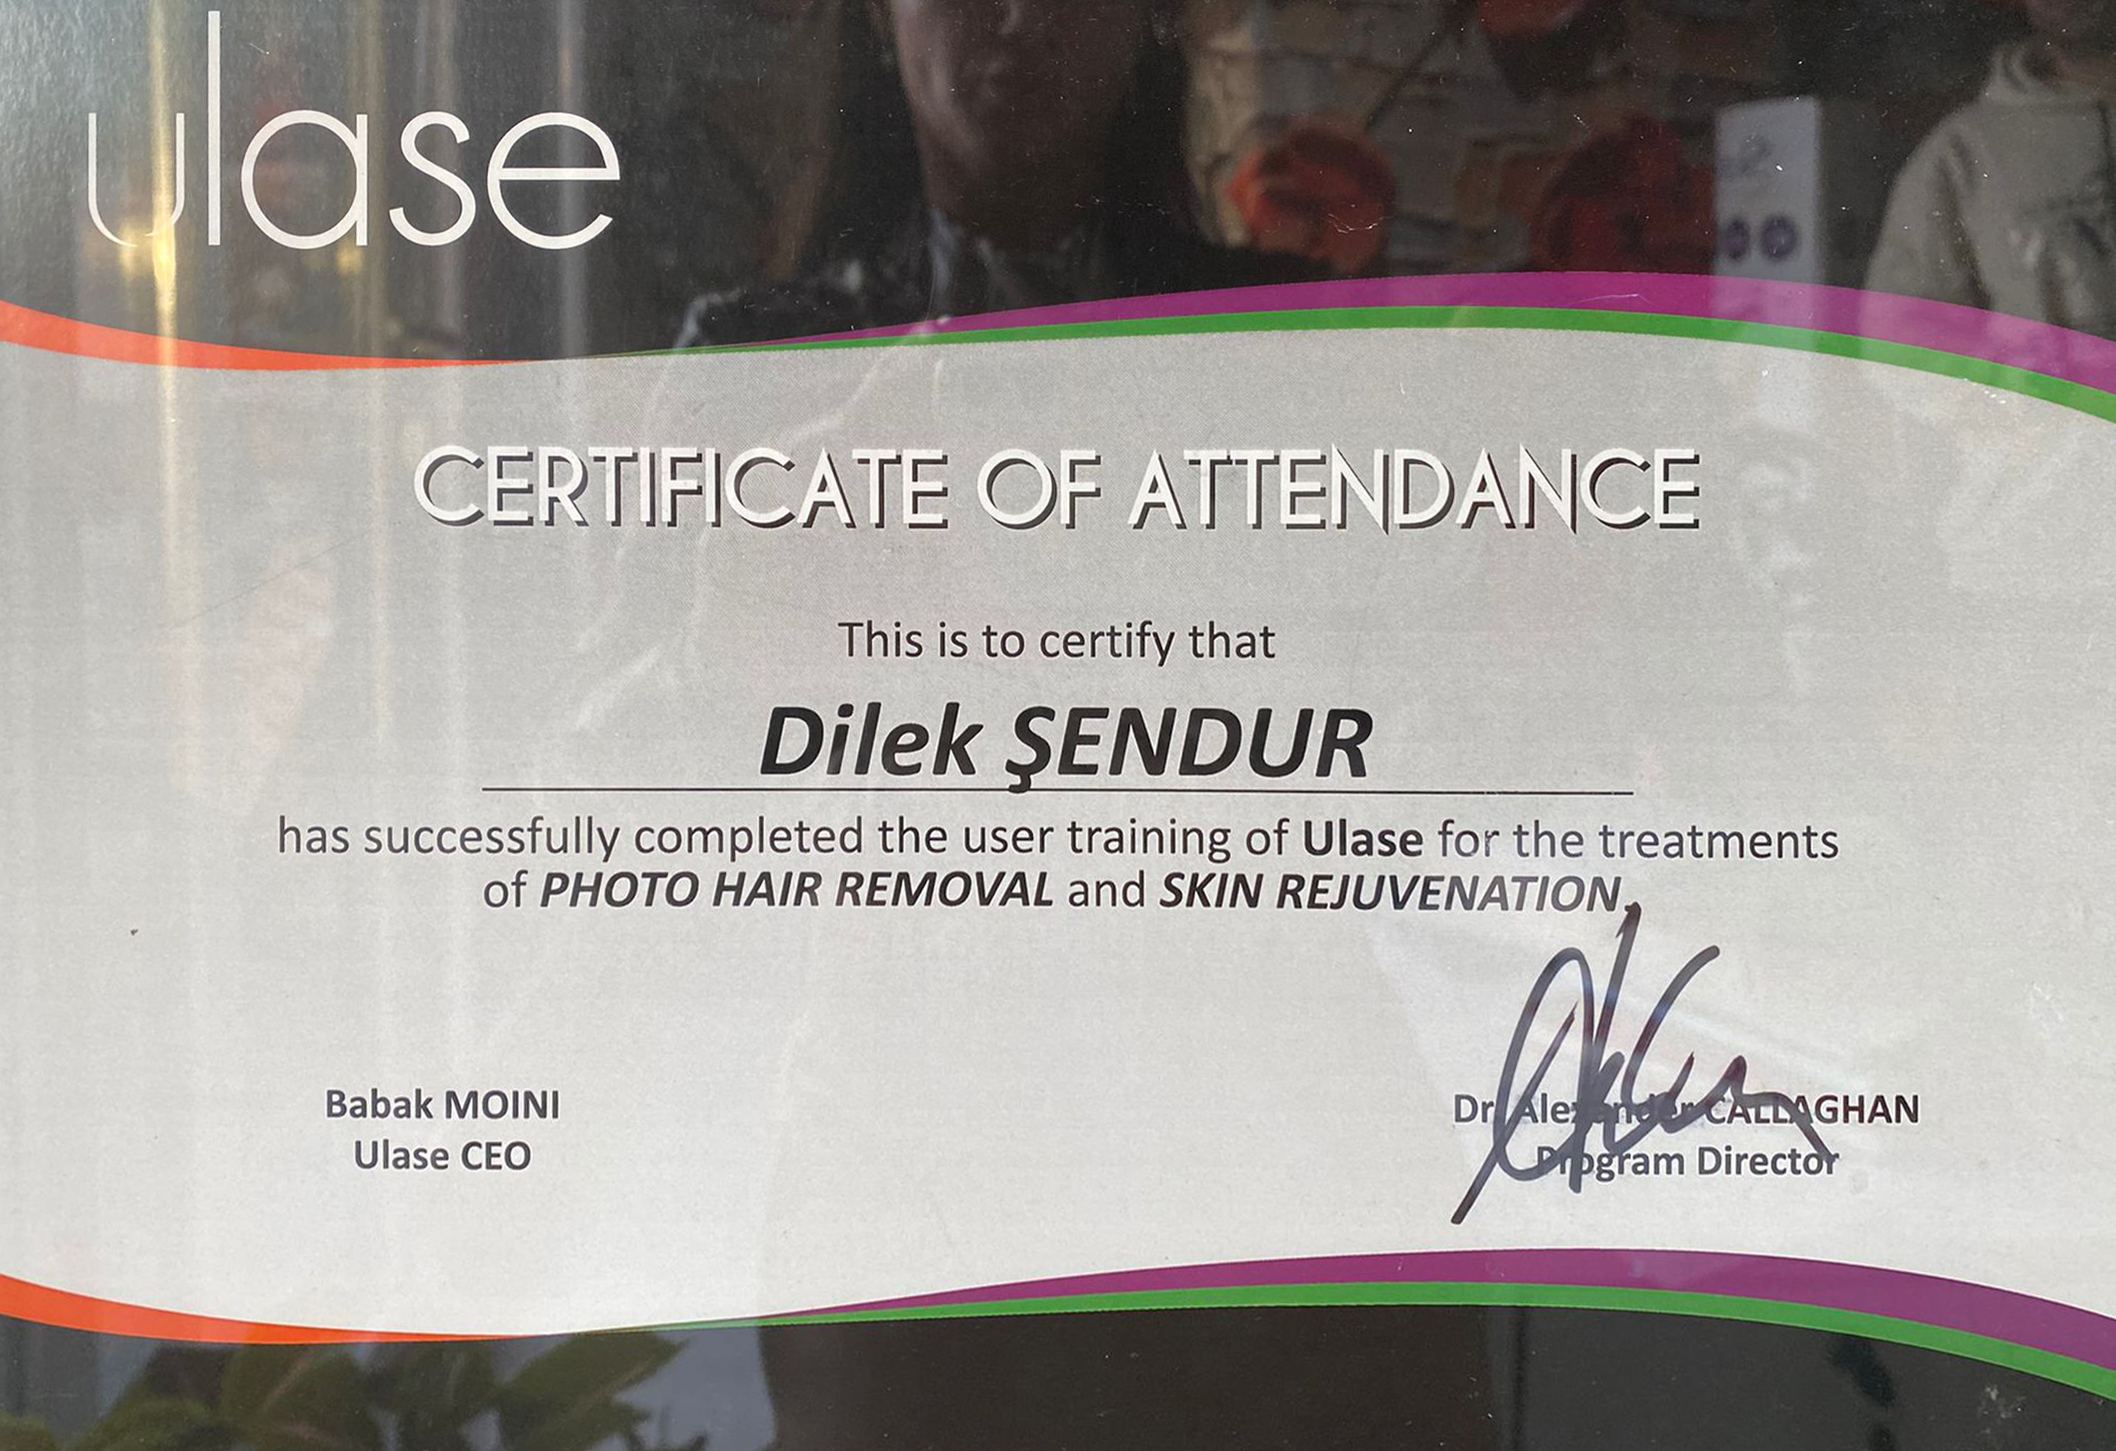 ulase
CERTIFICATE OF ATTENDANCE
This is to certify that
Dilek ŞENDUR
has successfully completed the user training of Ulase for the treatments
of PHOTO HAIR REMOVAL and SKIN REJUVENATION.
Babak MOINI
Ulase CEO
Dr. Alexander CALLAGHAN
Program Director